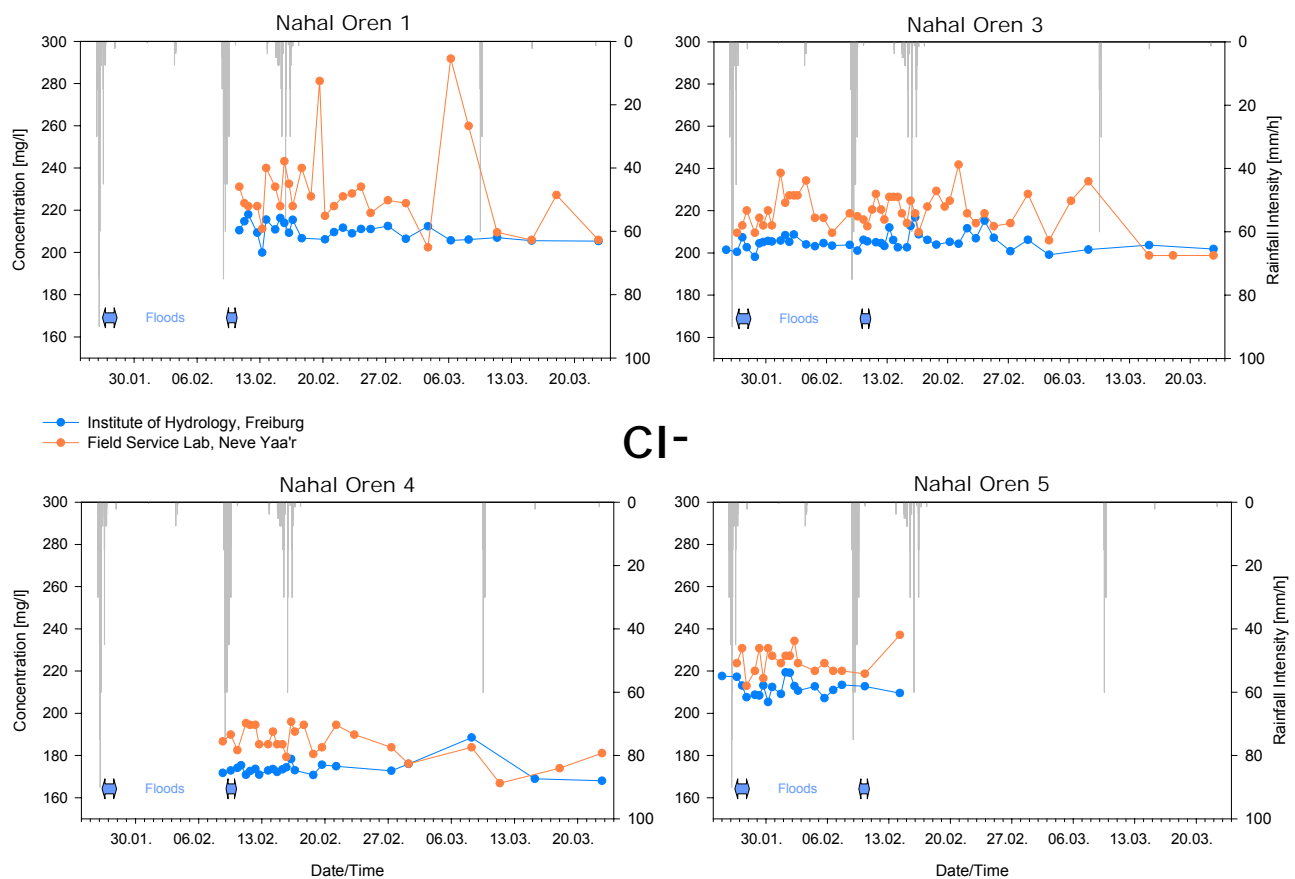 Nahal Oren 1
Nahal Oren 3
300
280
260
240
220
200
180
160
Concentration [mg/l]
0
20
40
60
80
100
30.01. 06.02. 13.02. 20.02. 27.02. 06.03. 13.03. 20.03.
Floods
300
280
260
240
220
200
180
160
0
20
40
60
80
100
Rainfall Intensity [mm/h]
30.01. 06.02. 13.02. 20.02. 27.02. 06.03. 13.03. 20.03.
Floods
Institute of Hydrology, Freiburg
Field Service Lab, Neve Yaa'r
Cl-
Nahal Oren 4
Nahal Oren 5
300
280
260
240
220
200
180
160
Concentration [mg/l]
0
20
40
60
80
100
30.01. 06.02. 13.02. 20.02. 27.02. 06.03. 13.03. 20.03.
Floods
Date/Time
300
280
260
240
220
200
180
160
0
20
40
60
80
100
Rainfall Intensity [mm/h]
30.01. 06.02. 13.02. 20.02. 27.02. 06.03. 13.03. 20.03.
Floods
Date/Time